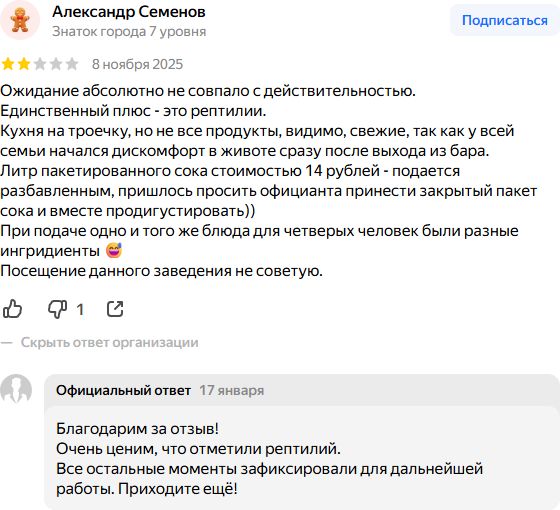 Александр Семенов
Знаток города 7 уровня
Подписаться
8 ноября 2025
Ожидание абсолютно не совпало с действительностью.
Единственный плюс - это рептилии.
Кухня на троечку, но не все продукты, видимо, свежие, так как у всей
семьи начался дискомфорт в животе сразу после выхода из бара.
Литр пакетированного сока стоимостью 14 рублей - подается
разбавленным, пришлось просить официанта принести закрытый пакет
сока и вместе продигустировать))
При подаче одно и того же блюда для четверых человек были разные
ингридиенты 😅
Посещение данного заведения не советую.
1
— Скрыть ответ организации
Официальный ответ 17 января
Благодарим за отзыв!
Очень ценим, что отметили рептилий.
Все остальные моменты зафиксировали для дальнейшей
работы. Приходите ещё!